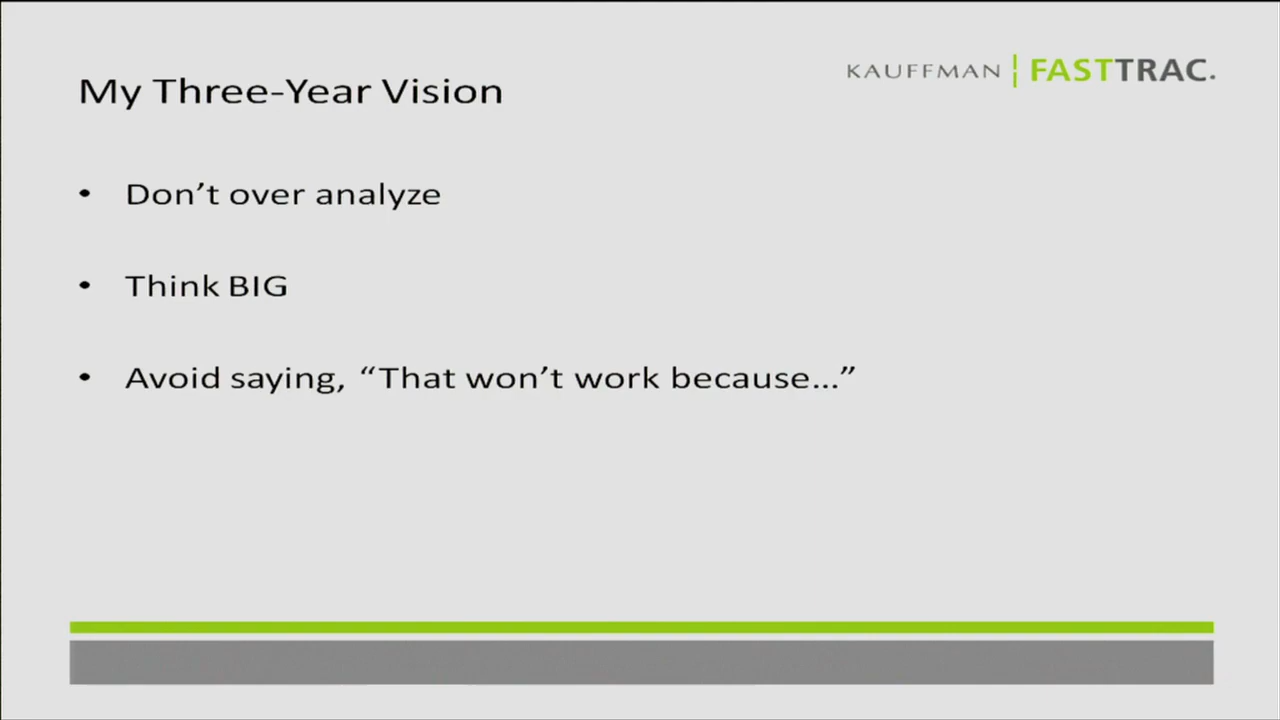 My Three-Year Vision
KAUFFMAN | FASTTRAC.
• Don’t over analyze
• Think BIG
• Avoid saying, “That won’t work because...”